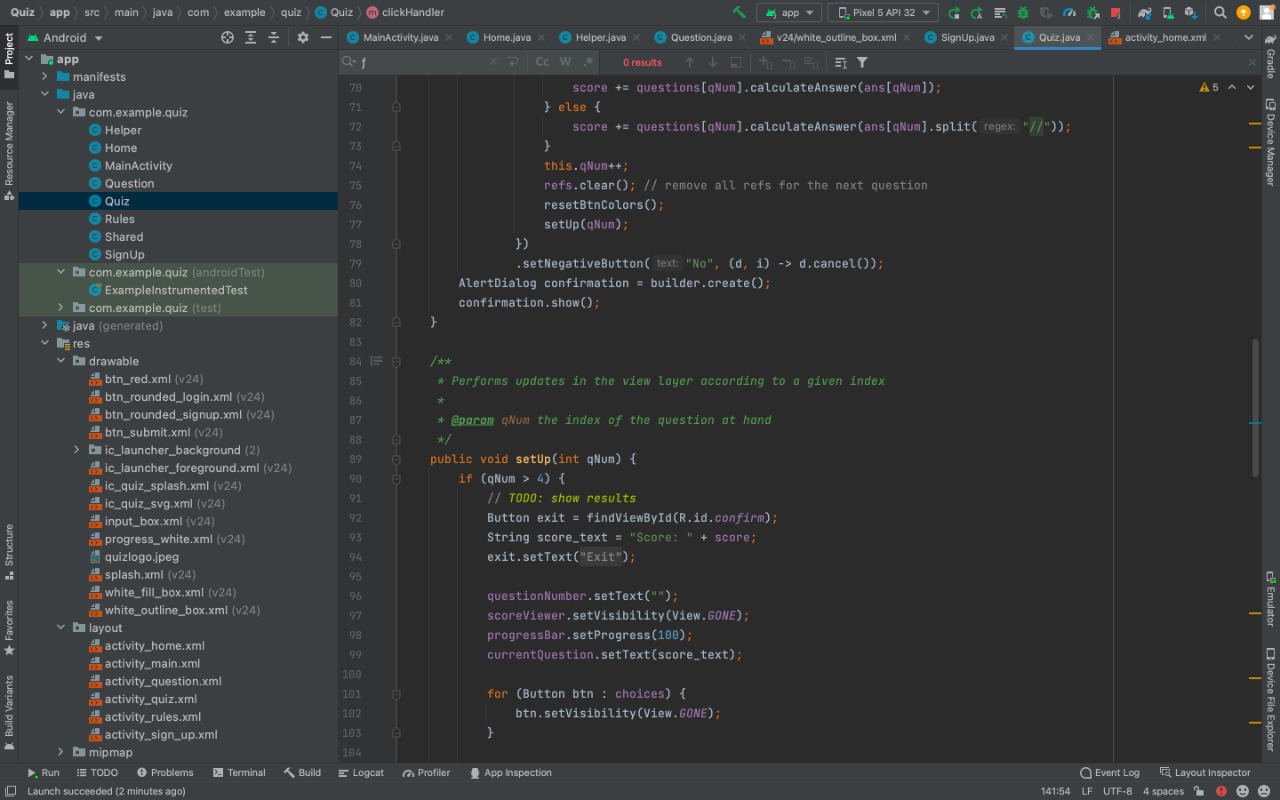 Quiz app src main java com example quiz Quiz clickHandler app Pixel 5 API 32
Android MainActivity.java Home.java Helper.java Question.java v24/white_outline_box.xml SignUp.java Quiz.java activity_home.xml
Cc W .* 0 results
Project
Resource Manager
Structure
Favorites
Build Variants
app
manifests
java
com.example.quiz
Helper
Home
MainActivity
Question
Quiz
Rules
Shared
SignUp
com.example.quiz (androidTest)
ExampleInstrumentedTest
com.example.quiz (test)
java (generated)
res
drawable
btn_red.xml (v24)
btn_rounded_login.xml (v24)
btn_rounded_signup.xml (v24)
btn_submit.xml (v24)
ic_launcher_background (2)
ic_launcher_foreground.xml (v24)
ic_quiz_splash.xml (v24)
ic_quiz_svg.xml (v24)
input_box.xml (v24)
progress_white.xml (v24)
quizlogo.jpeg
splash.xml (v24)
white_fill_box.xml (v24)
white_outline_box.xml (v24)
layout
activity_home.xml
activity_main.xml
activity_question.xml
activity_quiz.xml
activity_rules.xml
activity_sign_up.xml
mipmap
5
70 score += questions[qNum].calculateAnswer(ans[qNum]);
71 } else {
72 score += questions[qNum].calculateAnswer(ans[qNum].split( regex: "//"));
73 }
74 this.qNum++;
75 refs.clear(); // remove all refs for the next question
76 resetBtnColors();
77 setUp(qNum);
78 })
79 .setNegativeButton( text: "No", (d, i) -> d.cancel());
80 AlertDialog confirmation = builder.create();
81 confirmation.show();
82 }
83
84 /**
85 * Performs updates in the view layer according to a given index
86 *
87 * @param qNum the index of the question at hand
88 */
89 public void setUp(int qNum) {
90 if (qNum > 4) {
91 // TODO: show results
92 Button exit = findViewById(R.id.confirm);
93 String score_text = "Score: " + score;
94 exit.setText("Exit");
95
96 questionNumber.setText("");
97 scoreViewer.setVisibility(View.GONE);
98 progressBar.setProgress(100);
99 currentQuestion.setText(score_text);
100
101 for (Button btn : choices) {
102 btn.setVisibility(View.GONE);
103 }
104
Gradle
Device Manager
Emulator
Device File Explorer
Run TODO Problems Terminal Build Logcat Profiler App Inspection Event Log Layout Inspector
Launch succeeded (2 minutes ago) 141:54 LF UTF-8 4 spaces